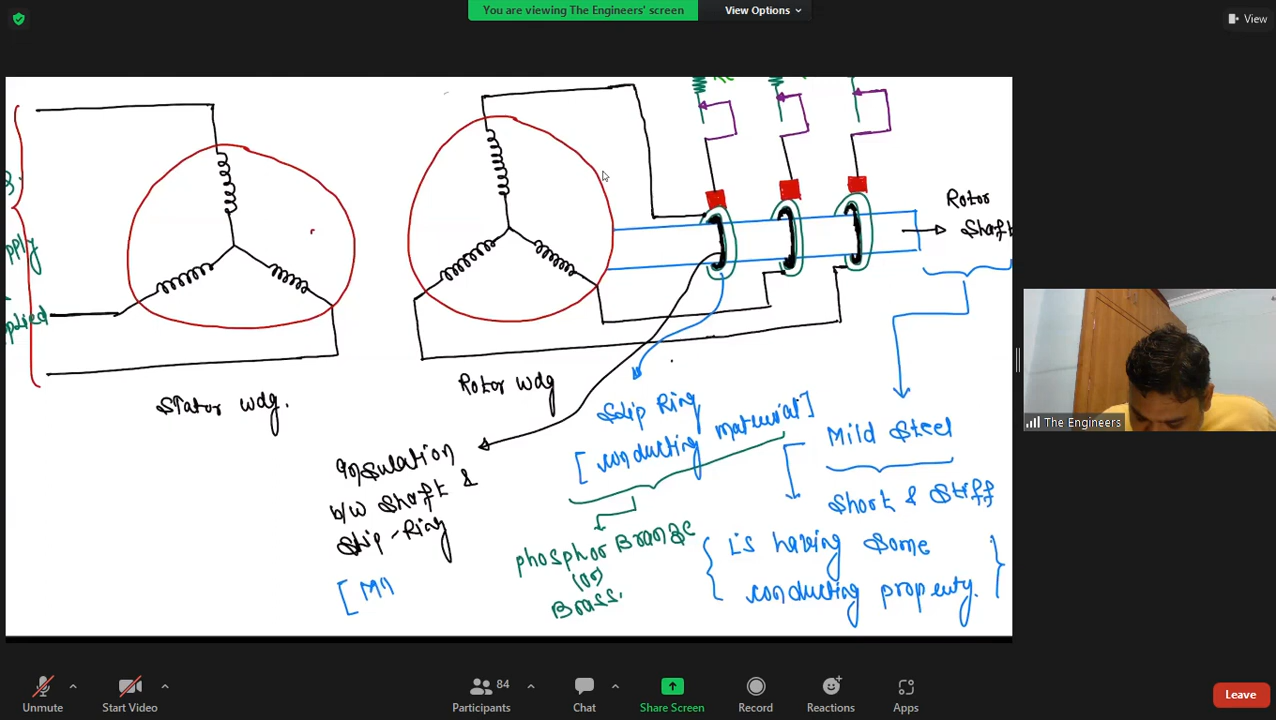 You are viewing The Engineers' screen
View Options
View
Rotor
Shaft
pply
pplied
Stator wdg.
Rotor wdg
Slip Ring
[conducting material]
Mild Steel
Short & Stiff
Insulation
b/w Shaft &
Slip-Ring
phosphor Bronze
(or)
Brass.
{ is having Some
conducting property. }
The Engineers
Unmute
Start Video
84
Participants
Chat
Share Screen
Record
Reactions
Apps
Leave